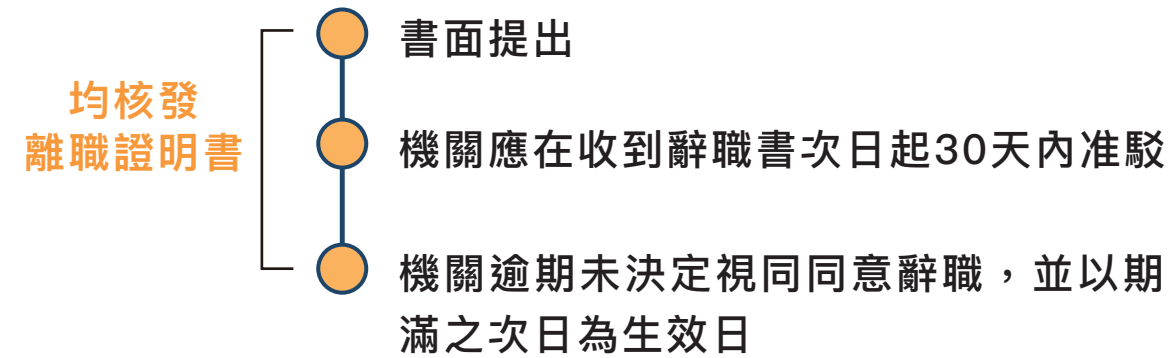 均核發
離職證明書
書面提出
機關應在收到辭職書次日起30天內准駁
機關逾期未決定視同同意辭職，並以期
滿之次日為生效日